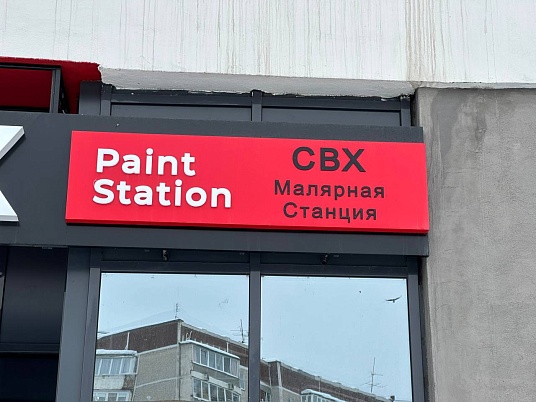 Paint
Station
СВХ
Малярная
Станция